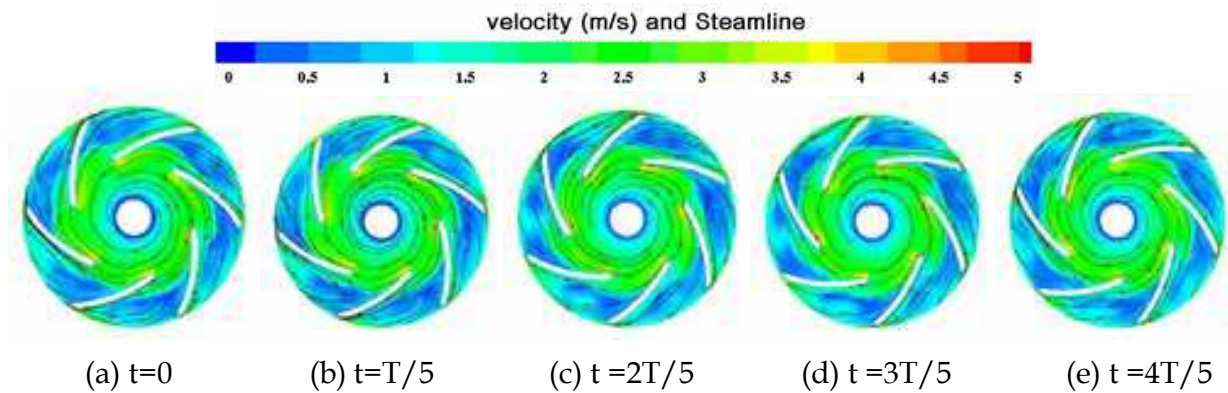 velocity (m/s) and Steamline
0 0.5 1 1.5 2 2.5 3 3.5 4 4.5 5
(a) t=0 (b) t=T/5 (c) t =2T/5 (d) t =3T/5 (e) t =4T/5